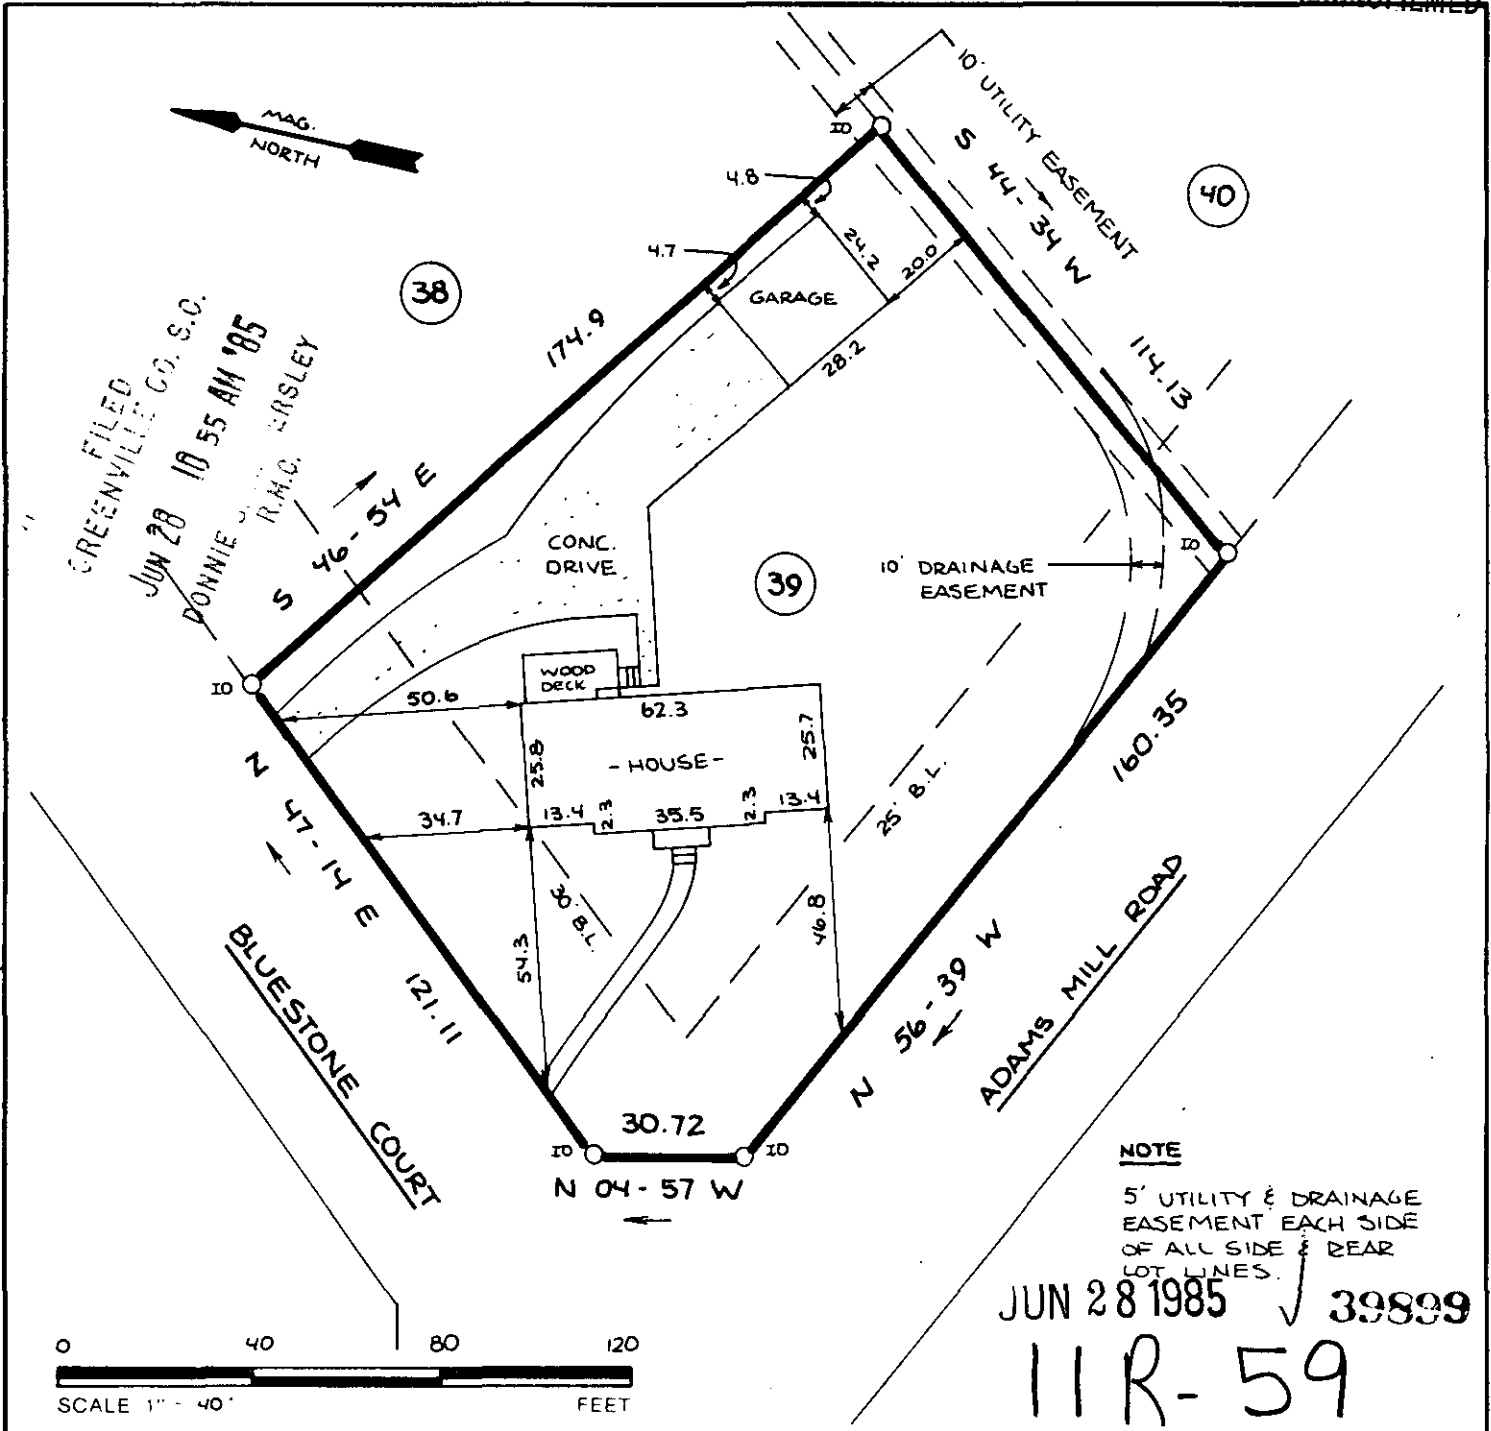 MAG.
NORTH
10' UTILITY EASEMENT
IO
S 44-34 W
40
4.8
4.7
24.2
20.0
38
GARAGE
28.2
174.9
114.13
FILED
GREENVILLE CO. S.C.
JUN 28 10 55 AM '85
DONNIE
ERSLEY
R.M.C.
S 46-54 E
CONC.
DRIVE
39
10' DRAINAGE
EASEMENT
IO
IO
WOOD
DECK
50.6
62.3
25.8
- HOUSE -
25.7
160.35
25' B.L.
34.7
13.4
2.3
35.5
2.3
13.4
N 47-14 E
121.11
30' B.L.
54.3
46.8
BLUESTONE COURT
N 56-39 W
ADAMS MILL ROAD
30.72
IO
IO
N 04-57 W
NOTE
5' UTILITY & DRAINAGE
EASEMENT EACH SIDE
OF ALL SIDE & REAR
LOT LINES.
JUN 28 1985
39899
11R-59
0 40 80 120
SCALE 1" - 40'
FEET